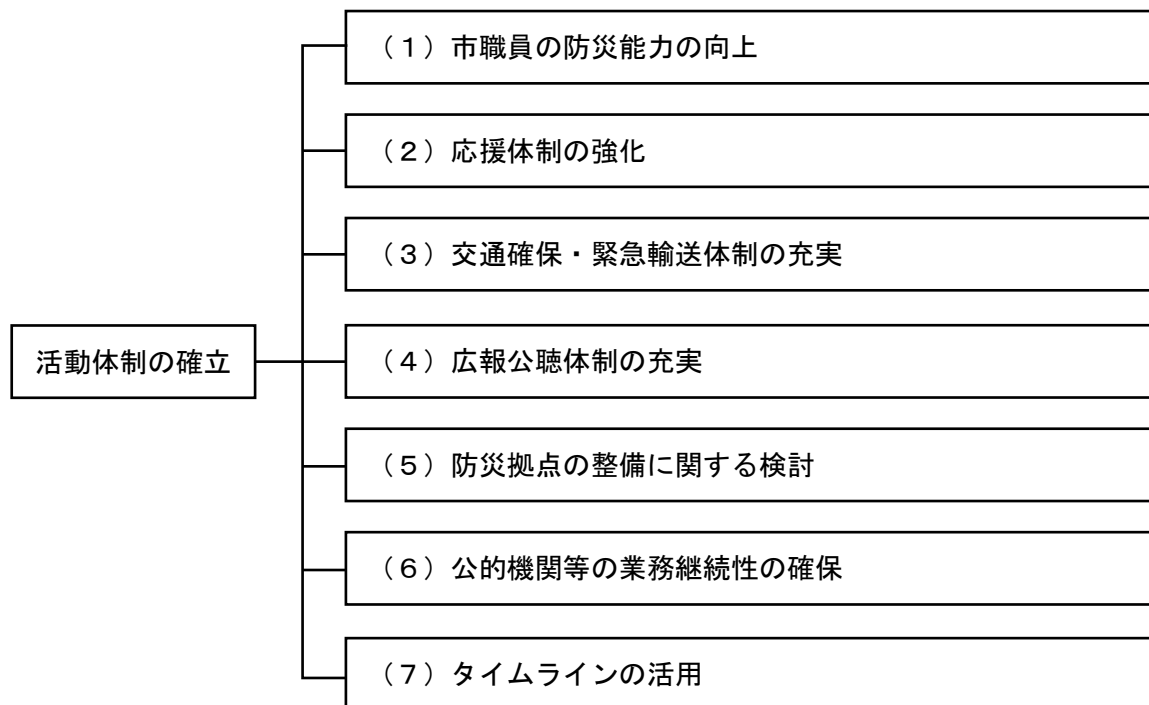 （１）市職員の防災能力の向上
（２）応援体制の強化
（３）交通確保・緊急輸送体制の充実
活動体制の確立
（４）広報公聴体制の充実
（５）防災拠点の整備に関する検討
（６）公的機関等の業務継続性の確保
（７）タイムラインの活用